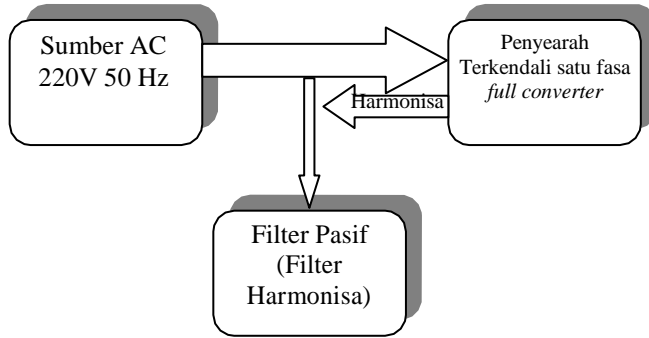 Sumber AC
220V 50 Hz
Penyearah
Terkendali satu fasa
full converter
Harmonisa
Filter Pasif
(Filter
Harmonisa)